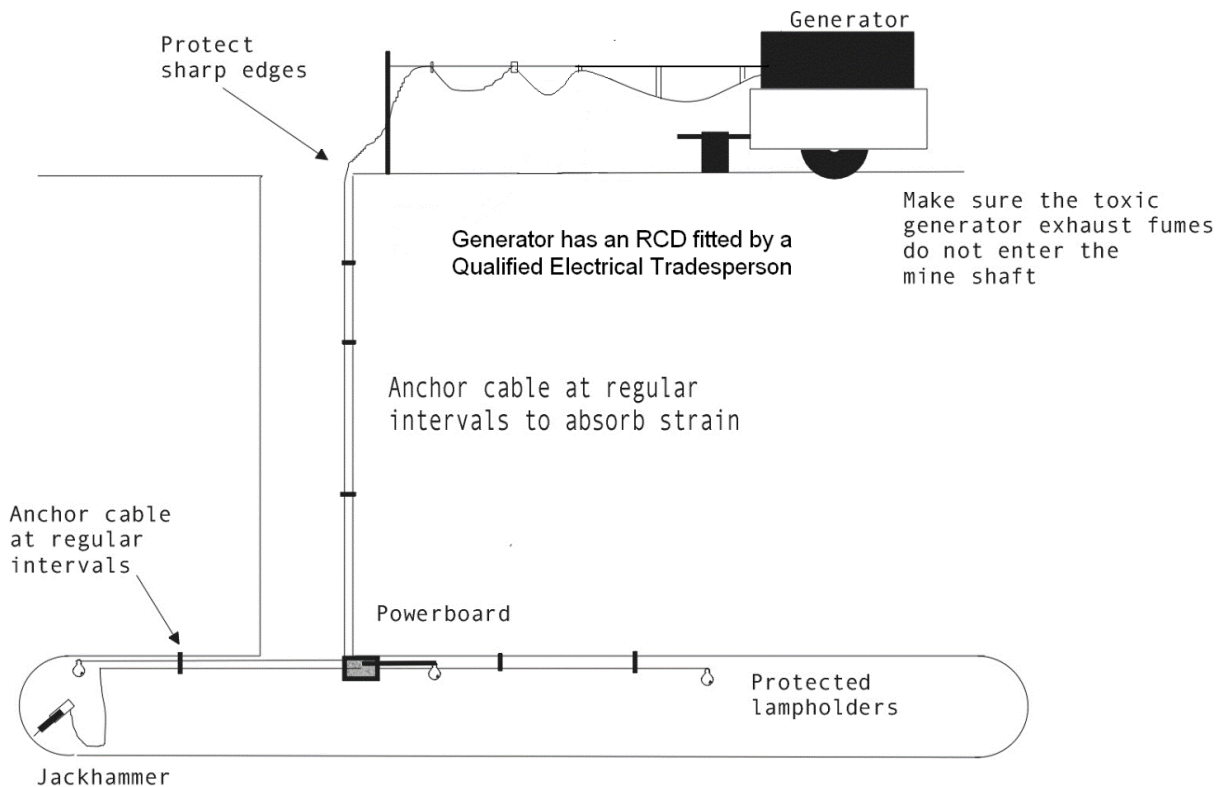 Generator
Protect
sharp edges
Make sure the toxic
generator exhaust fumes
do not enter the
mine shaft
Generator has an RCD fitted by a
Qualified Electrical Tradesperson
Anchor cable at regular
intervals to absorb strain
Anchor cable
at regular
intervals
Powerboard
Protected
lampholders
Jackhammer